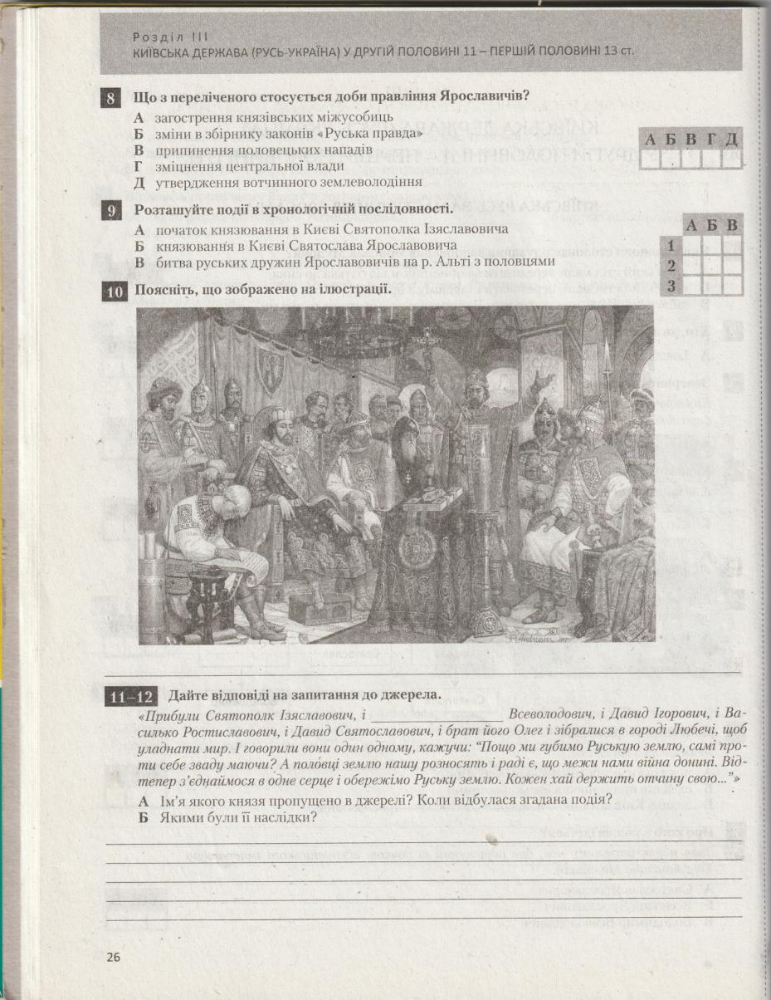 Розділ III
КИЇВСЬКА ДЕРЖАВА (РУСЬ-УКРАЇНА) У ДРУГІЙ ПОЛОВИНІ 11 – ПЕРШІЙ ПОЛОВИНІ 13 ст.
8 Що з переліченого стосується доби правління Ярославичів?
А загострення князівських міжусобиць
Б зміни в збірнику законів «Руська правда»
В припинення половецьких нападів
Г зміцнення центральної влади
Д утвердження вотчинного землеволодіння
А Б В Г Д
9 Розташуйте події в хронологічній послідовності.
А початок князювання в Києві Святополка Ізяславовича
Б князювання в Києві Святослава Ярославовича
В битва руських дружин Ярославовичів на р. Альті з половцями
А Б В
1
2
3
10 Поясніть, що зображено на ілюстрації.
11–12 Дайте відповіді на запитання до джерела.
«Прибули Святополк Ізяславович, і ____________ Всеволодович, і Давид Ігорович, і Ва-
силько Ростиславович, і Давид Святославович, і брат його Олег і зібралися в городі Любечі, щоб
уладнати мир. І говорили вони один одному, кажучи: "Пощо ми губимо Руськую землю, самі про-
ти себе зваду маючи? А полóвці землю нашу розносять і раді є, що межи нами війна донині. Від-
тепер з'єднаймося в одне серце і обережімо Руську землю. Кожен хай держить отчину свою..."»
А Ім'я якого князя пропущено в джерелі? Коли відбулася згадана подія?
Б Якими були її наслідки?
26